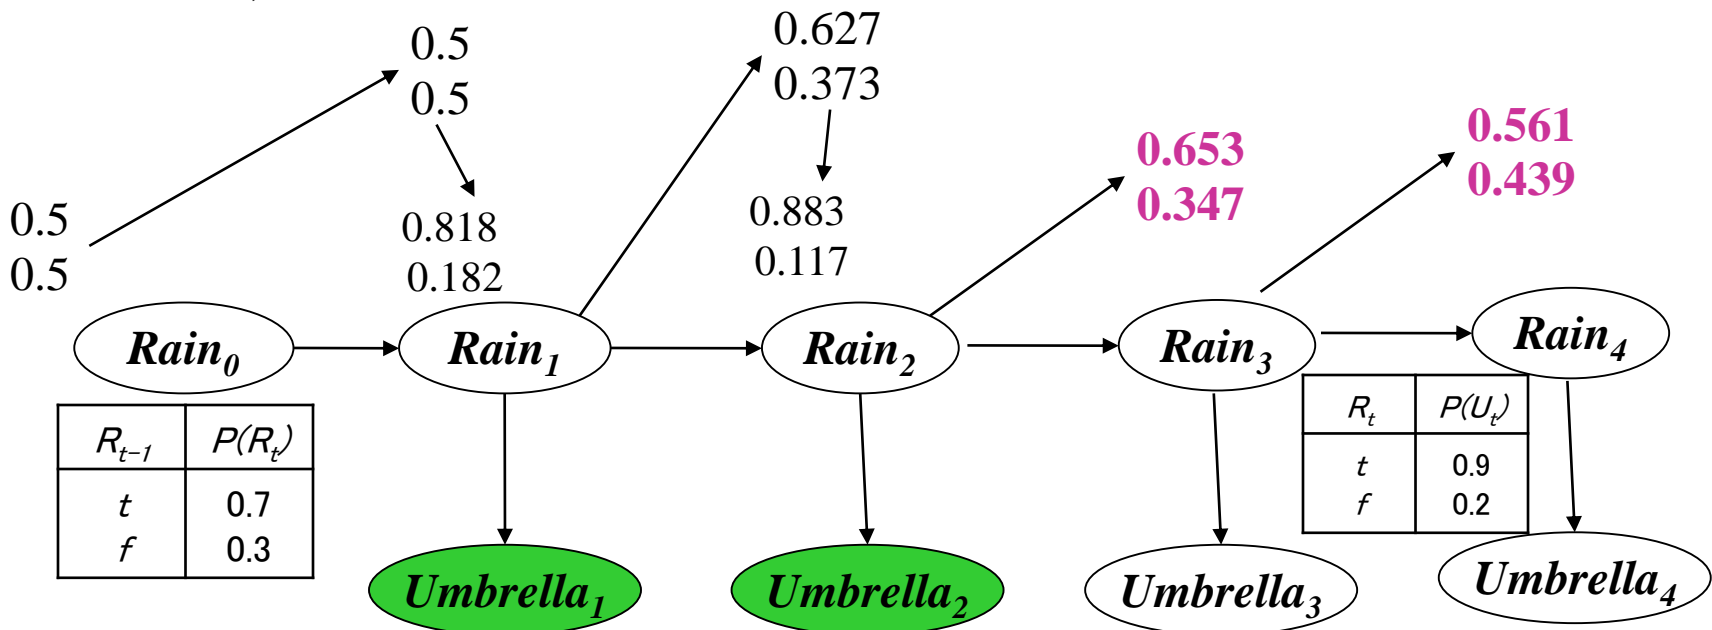 0.5
0.5
0.5
0.5
0.818
0.182
0.627
0.373
0.883
0.117
0.653
0.347
0.561
0.439
Rain0
Rain1
Rain2
Rain3
Rain4
Rt-1 P(Rt)
t 0.7
f 0.3
Rt P(Ut)
t 0.9
f 0.2
Umbrella1
Umbrella2
Umbrella3
Umbrella4